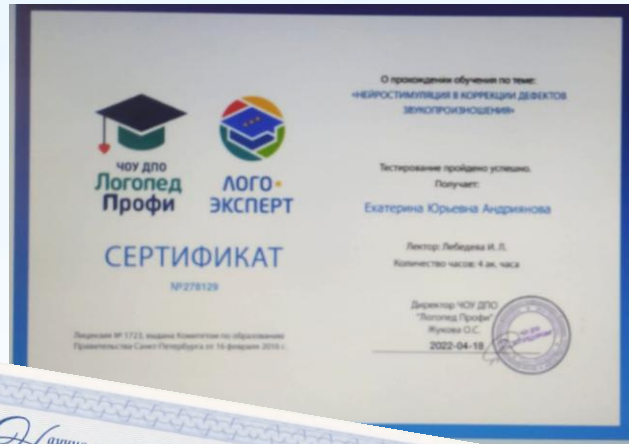 ЧОУ ДПО
Логопед
Профи
ЛОГО
ЭКСПЕРТ
СЕРТИФИКАТ
№278129
Лицензия № 1723, выдана Комитетом по образованию
Правительства Санкт-Петербурга от 16 февраля 2016 г.
О прохождении обучения по теме:
«НЕЙРОСТИМУЛЯЦИЯ В КОРРЕКЦИИ ДЕФЕКТОВ
ЗВУКОПРОИЗНОШЕНИЯ»
Тестирование пройдено успешно.
Получает:
Екатерина Юрьевна Андриянова
Лектор: Лебедева И. Л.
Количество часов: 4 ак. часа
Директор ЧОУ ДПО
"Логопед Профи"
Жукова О.С.
2022-04-18